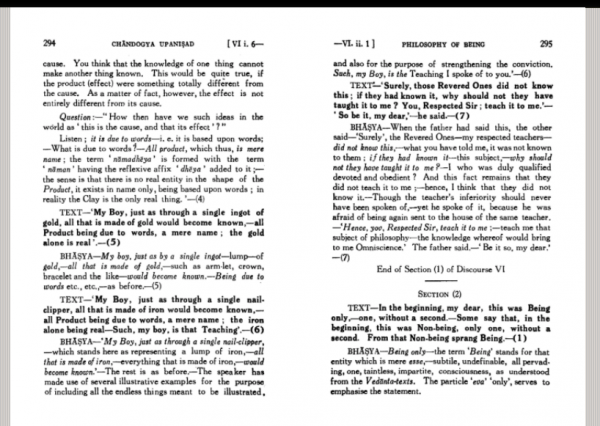 294 CHĀNDOGYA UPANIṢAD [VI i. 6—
cause. You think that the knowledge of one thing cannot
make another thing known. This would be quite true, if
the product (effect) were something totally different from
the cause. As a matter of fact, however, the effect is not
entirely different from its cause.
Question:—" How then have we such ideas in the
world as ' this is the cause, and that its effect ' ? "
Listen ; it is due to words—i. e. it is based upon words;
—What is due to words ?—All product, which thus, is mere
name ; the term ' nāmadhēya ' is formed with the term
' nāman ' having the reflexive affix ' dhēya ' added to it ;—
the sense is that there is no real entity in the shape of the
Product, it exists in name only, being based upon words ; in
reality the Clay is the only real thing. '—(4)
TEXT—'My Boy, just as through a single ingot of
gold, all that is made of gold would become known,—all
Product being due to words, a mere name ; the gold
alone is real '.—(5)
BHĀṢYA—My boy, just as by a single ingot—lump—of
gold,—all that is made of gold,—such as arm-let, crown,
bracelet and the like—would become known.—Being due to
words etc., etc.,—as before.—(5)
TEXT—'My Boy, just as through a single nail-
clipper, all that is made of iron would become known,—
all Product being due to words, a mere name ; the iron
alone being real—Such, my boy, is that Teaching'.—(6)
BHĀṢYA—'My Boy, just as through a single nail-clipper,
—which stands here as representing a lump of iron,—all
that is made of iron,—everything that is made of iron,—would
become known.'—The rest is as before.—The speaker has
made use of several illustrative examples for the purpose
of including all the endless things meant to be illustrated,
—VI. ii. 1 ] PHILOSOPHY OF BEING 295
and also for the purpose of strengthening the conviction.
Such, my Boy, is the Teaching I spoke of to you.'—(6)
TEXT—'Surely, those Revered Ones did not know
this ; if they had known it, why should not they have
taught it to me ? You, Respected Sir ; teach it to me.'—
' So be it, my dear,'—he said.—(7)
BHĀṢYA—When the father had said this, the other
said—'Surely', the Revered Ones—my respected teachers—
did not know this,—what you have told me, it was not known
to them ; if they had known it—this subject,—why should
not they have taught it to me ?—I who was duly qualified
devoted and obedient ? And this fact remains that they
did not teach it to me ;—hence, I think that they did not
know it.—Though the teacher's inferiority should never
have been spoken of,—yet he spoke of it, because he was
afraid of being again sent to the house of the same teacher.
—'Hence, you, Respected Sir, teach it to me ;—teach me that
subject of philosophy—the knowledge whereof would bring
to me Omniscience.' The father said.—' Be it so, my dear.'
—(7)
End of Section (1) of Discourse VI
SECTION (2)
TEXT—In the beginning, my dear, this was Being
only,—one, without a second.—Some say that, in the
beginning, this was Non-being, only one, without a
second. From that Non-being sprang Being.—(1)
BHĀṢYA—Being only—the term 'Being' stands for that
entity which is mere esse,—subtile, undefinable, all pervad-
ing, one, taintless, impartite, consciousness, as understood
from the Vedānta-texts. The particle 'eva' 'only', serves to
emphasise the statement.